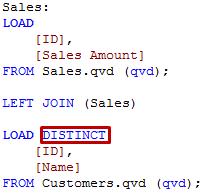 Sales:
LOAD
[ID],
[Sales Amount]
FROM Sales.qvd (qvd);
LEFT JOIN (Sales)
LOAD DISTINCT
[ID],
[Name]
FROM Customers.qvd (qvd);